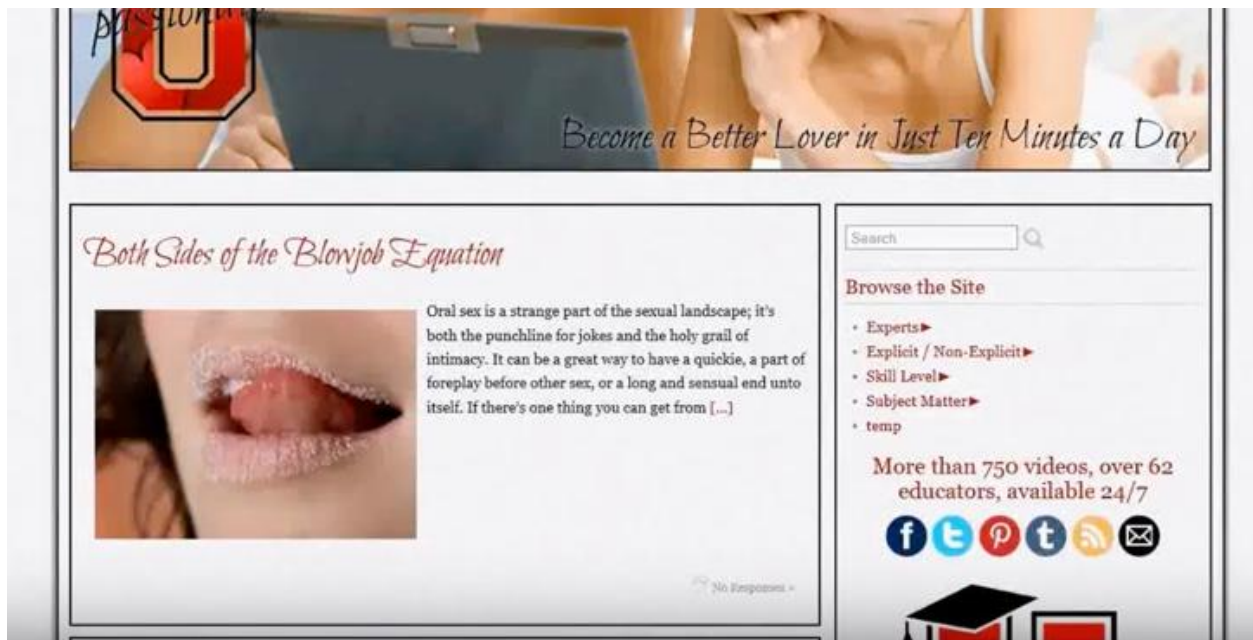 passionate
U
Become a Better Lover in Just Ten Minutes a Day
Both Sides of the Blowjob Equation
Oral sex is a strange part of the sexual landscape; it's
both the punchline for jokes and the holy grail of
intimacy. It can be a great way to have a quickie, a part of
foreplay before other sex, or a long and sensual end unto
itself. If there's one thing you can get from [...]
No Responses »
Search
Browse the Site
Experts▶
Explicit / Non-Explicit▶
Skill Level▶
Subject Matter▶
temp
More than 750 videos, over 62
educators, available 24/7